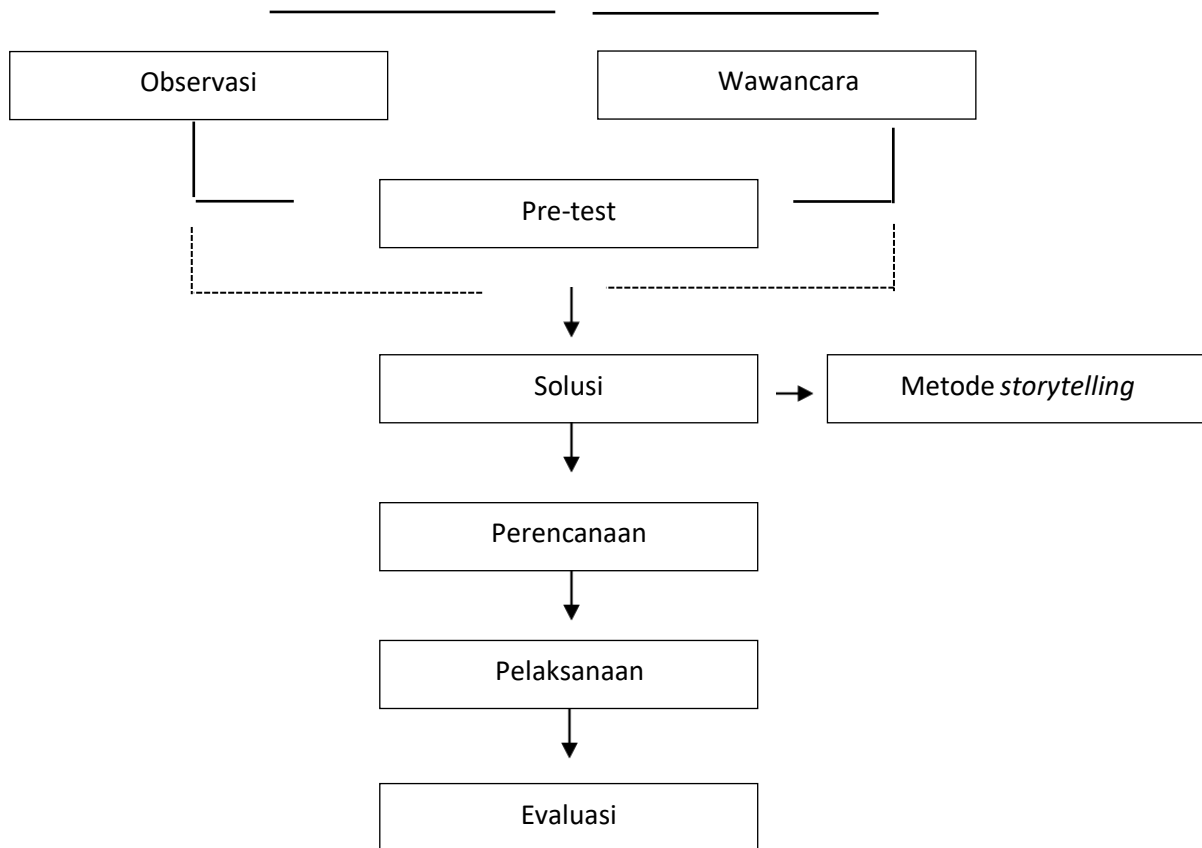 Observasi
Wawancara
Pre-test
Solusi
Metode storytelling
Perencanaan
Pelaksanaan
Evaluasi